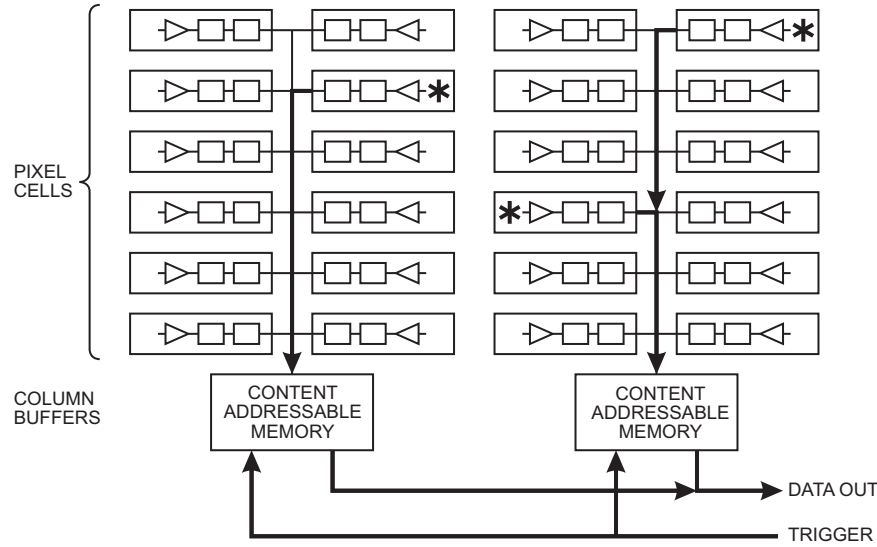 PIXEL
CELLS
COLUMN
BUFFERS
CONTENT
ADDRESSABLE
MEMORY
CONTENT
ADDRESSABLE
MEMORY
DATA OUT
TRIGGER